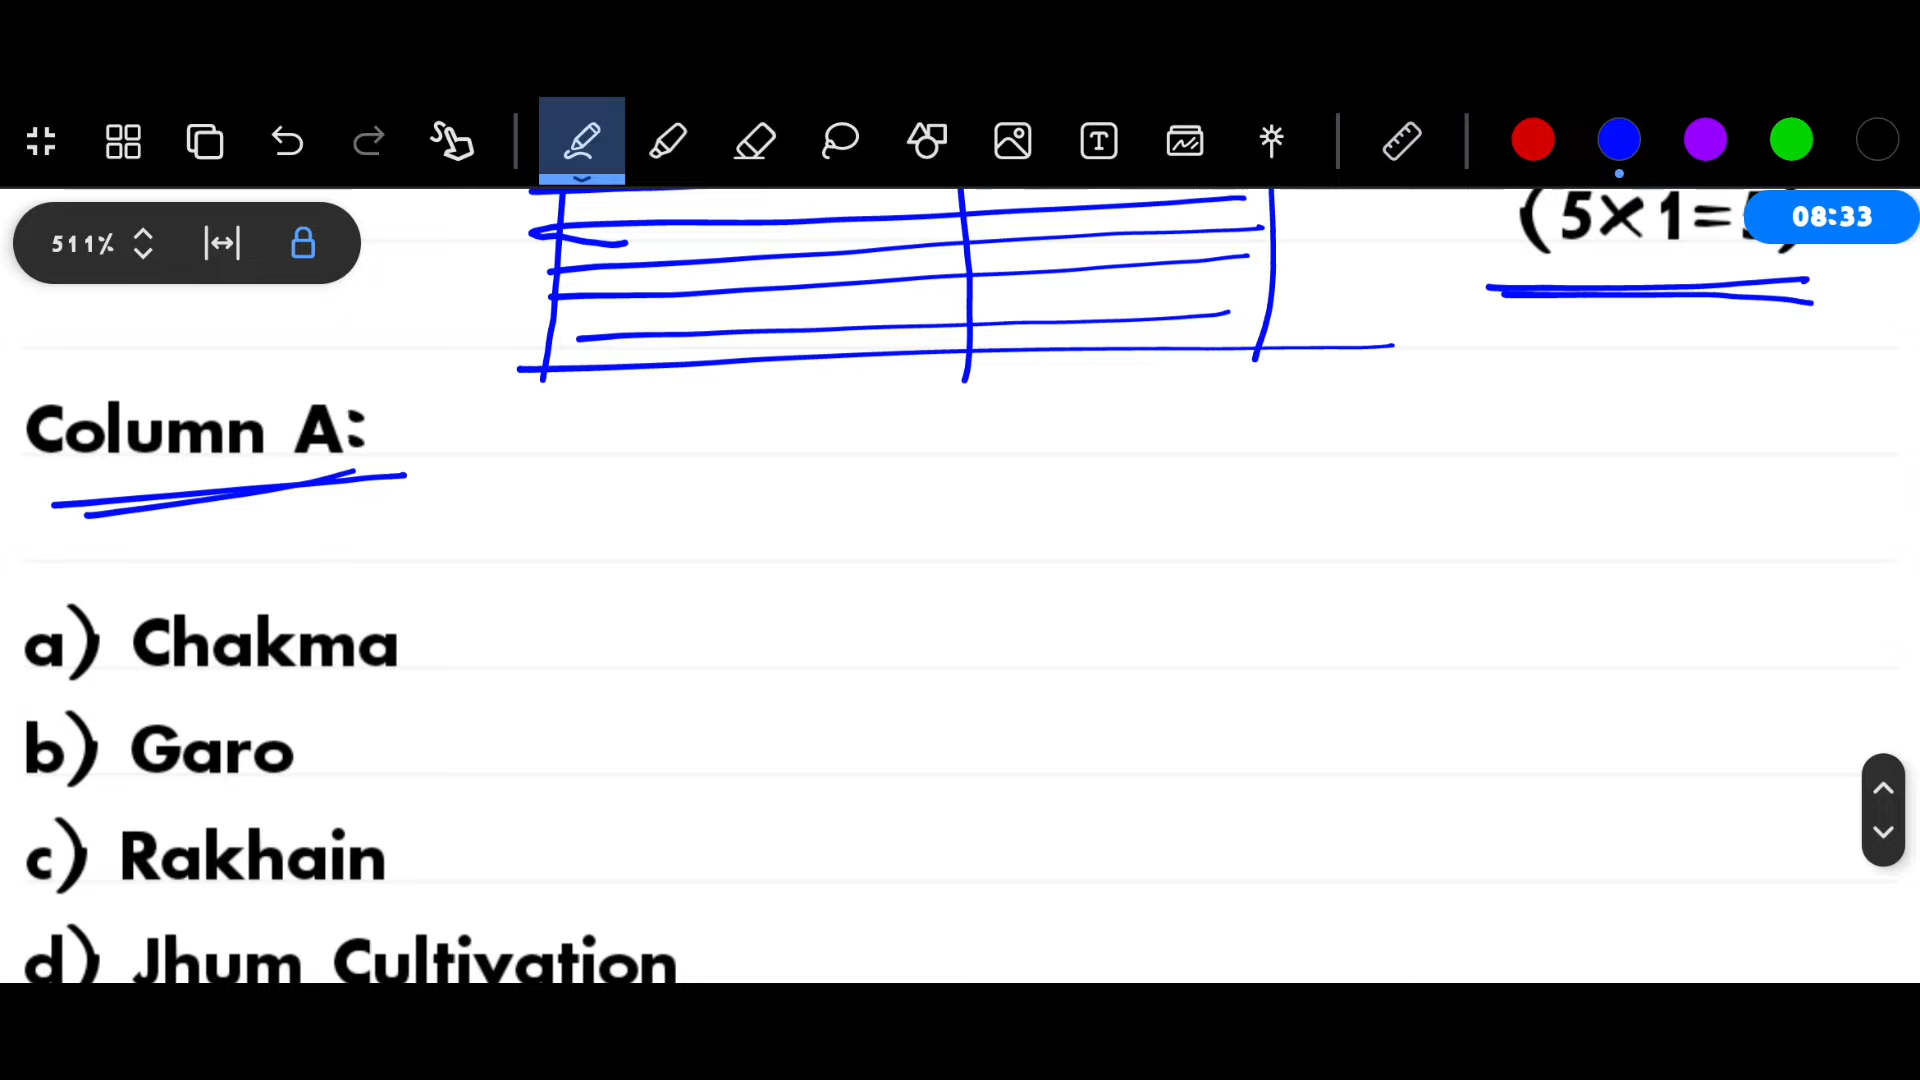 511%
(5×1=
08:33
Column A:
a) Chakma
b) Garo
c) Rakhain
d) Jhum Cultivation